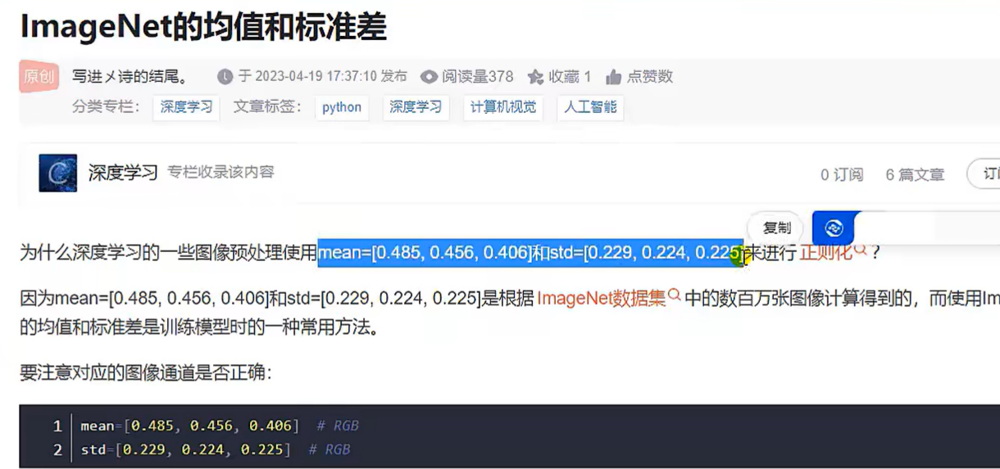 ImageNet的均值和标准差
原创 写进メ诗的结尾。 于 2023-04-19 17:37:10 发布 阅读量378 收藏 1 点赞数
分类专栏： 深度学习 文章标签： python 深度学习 计算机视觉 人工智能
深度学习 专栏收录该内容 0 订阅 6 篇文章
复制
为什么深度学习的一些图像预处理使用mean=[0.485, 0.456, 0.406]和std=[0.229, 0.224, 0.225]来进行 正则化？
因为mean=[0.485, 0.456, 0.406]和std=[0.229, 0.224, 0.225]是根据 ImageNet数据集 中的数百万张图像计算得到的，而使用Im
的均值和标准差是训练模型时的一种常用方法。
要注意对应的图像通道是否正确：
1 mean=[0.485, 0.456, 0.406] # RGB
2 std=[0.229, 0.224, 0.225] # RGB